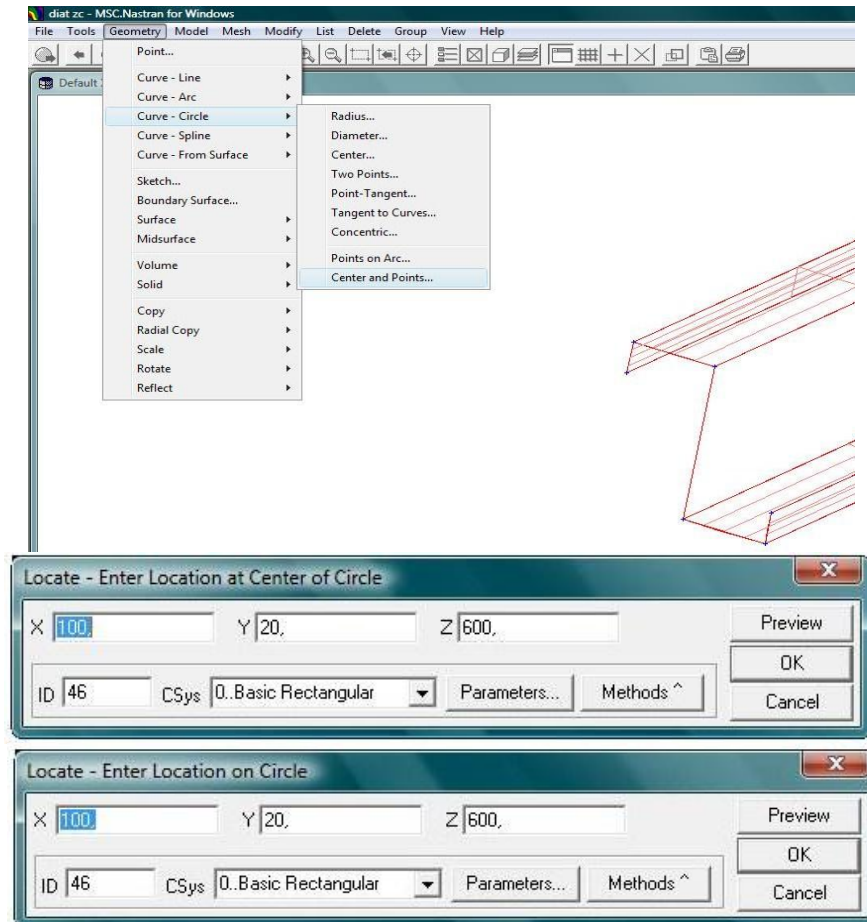 diat zc - MSC.Nastran for Windows
File Tools Geometry Model Mesh Modify List Delete Group View Help
Point...
Default
Curve - Line
Curve - Arc
Curve - Circle
Curve - Spline
Curve - From Surface
Sketch...
Boundary Surface...
Surface
Midsurface
Volume
Solid
Copy
Radial Copy
Scale
Rotate
Reflect
Radius...
Diameter...
Center...
Two Points...
Point-Tangent...
Tangent to Curves...
Concentric...
Points on Arc...
Center and Points...
Locate - Enter Location at Center of Circle
X 100, Y 20, Z 600, Preview
OK
ID 46 CSys 0..Basic Rectangular Parameters... Methods ^ Cancel
Locate - Enter Location on Circle
X 100, Y 20, Z 600, Preview
OK
ID 46 CSys 0..Basic Rectangular Parameters... Methods ^ Cancel